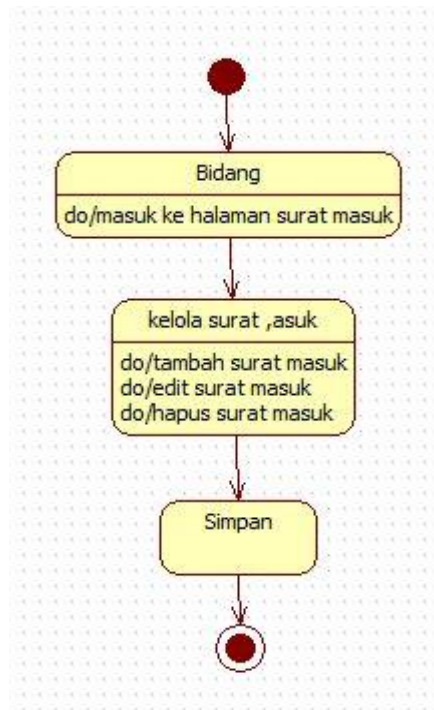 Bidang
do/masuk ke halaman surat masuk
kelola surat ,asuk
do/tambah surat masuk
do/edit surat masuk
do/hapus surat masuk
Simpan